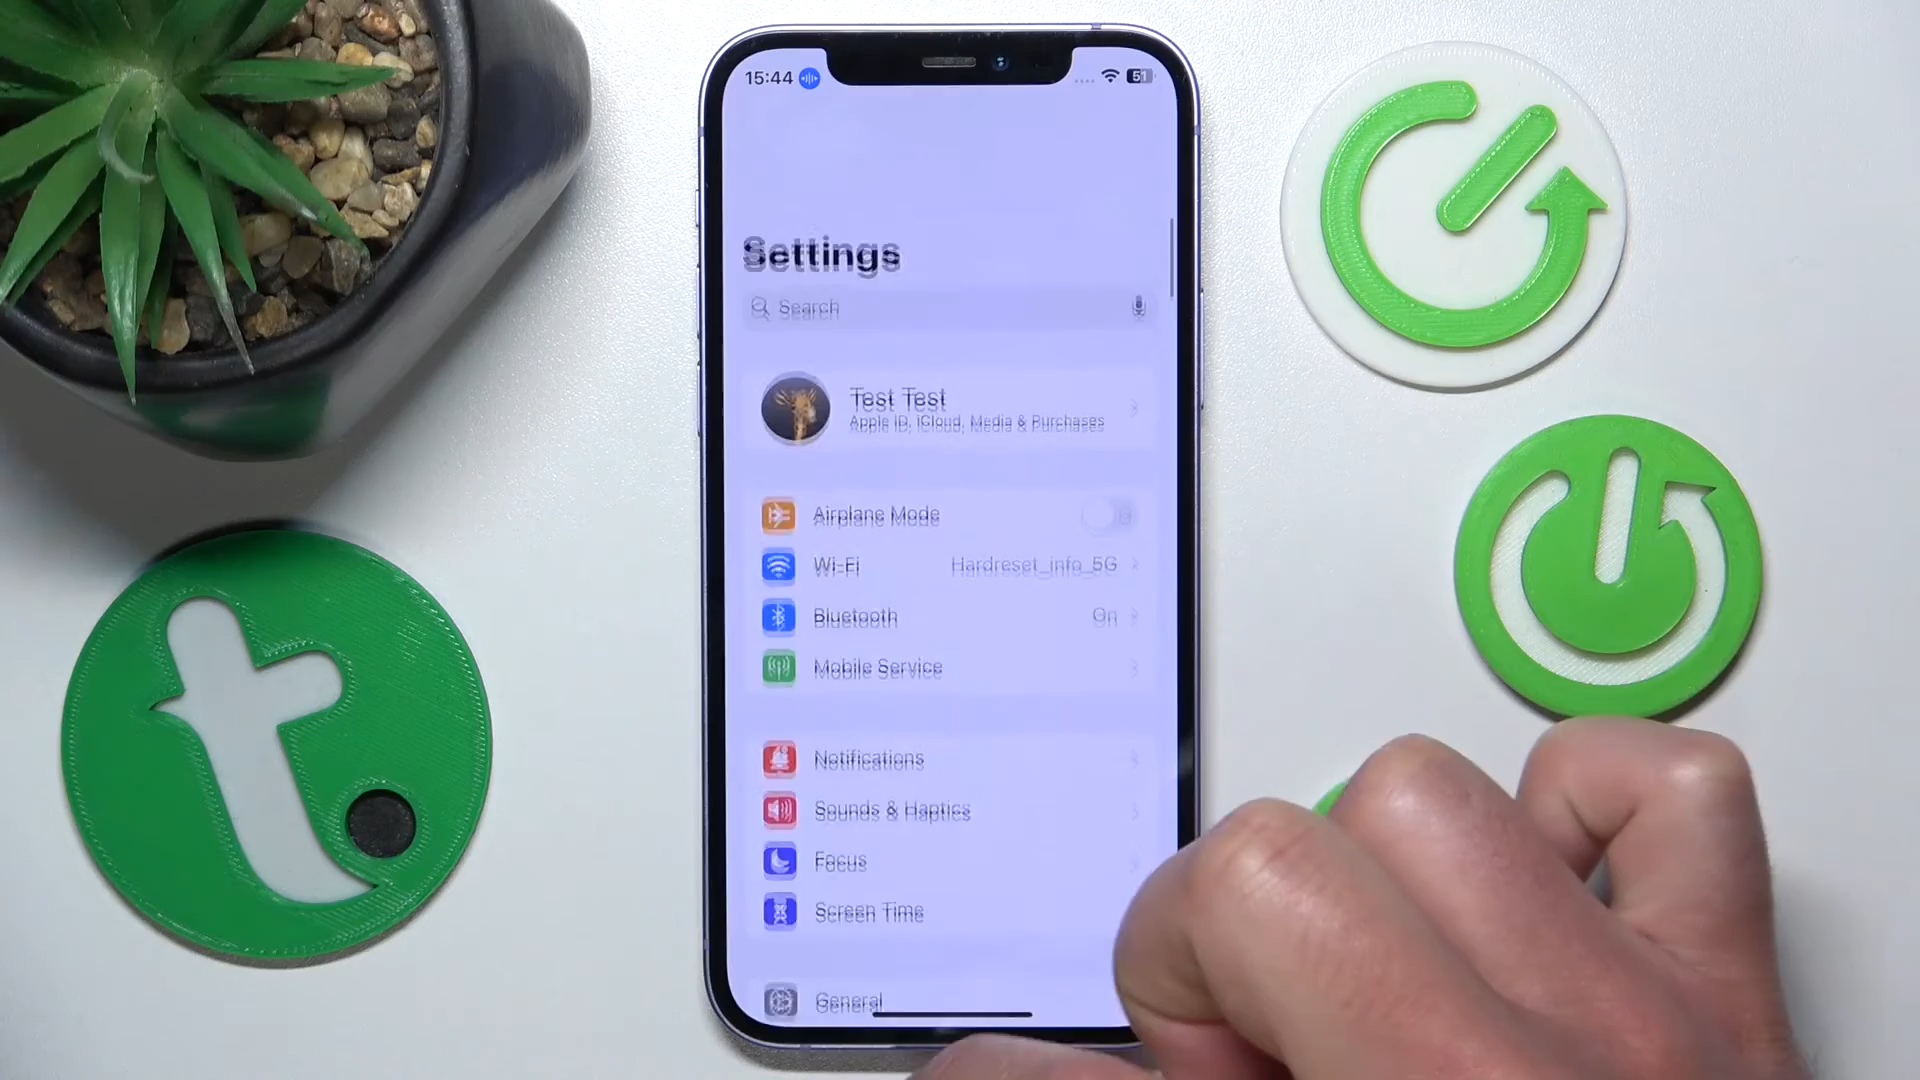 15:44
51
Settings
Search
Test Test
Apple ID, iCloud, Media & Purchases
Airplane Mode
Wi-Fi Hardreset_info_5G
Bluetooth On
Mobile Service
Notifications
Sounds & Haptics
Focus
Screen Time
General
t